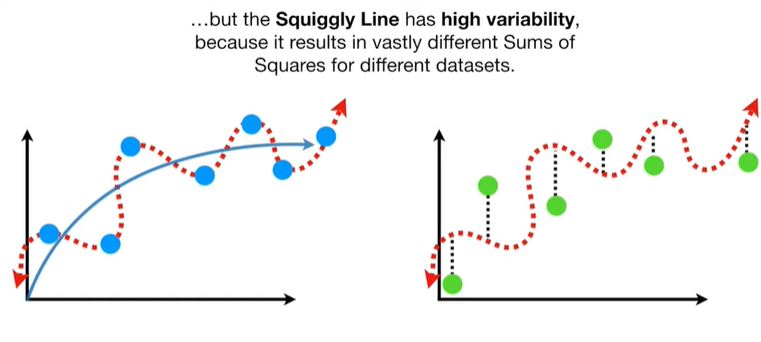 ...but the Squiggly Line has high variability,
because it results in vastly different Sums of
Squares for different datasets.